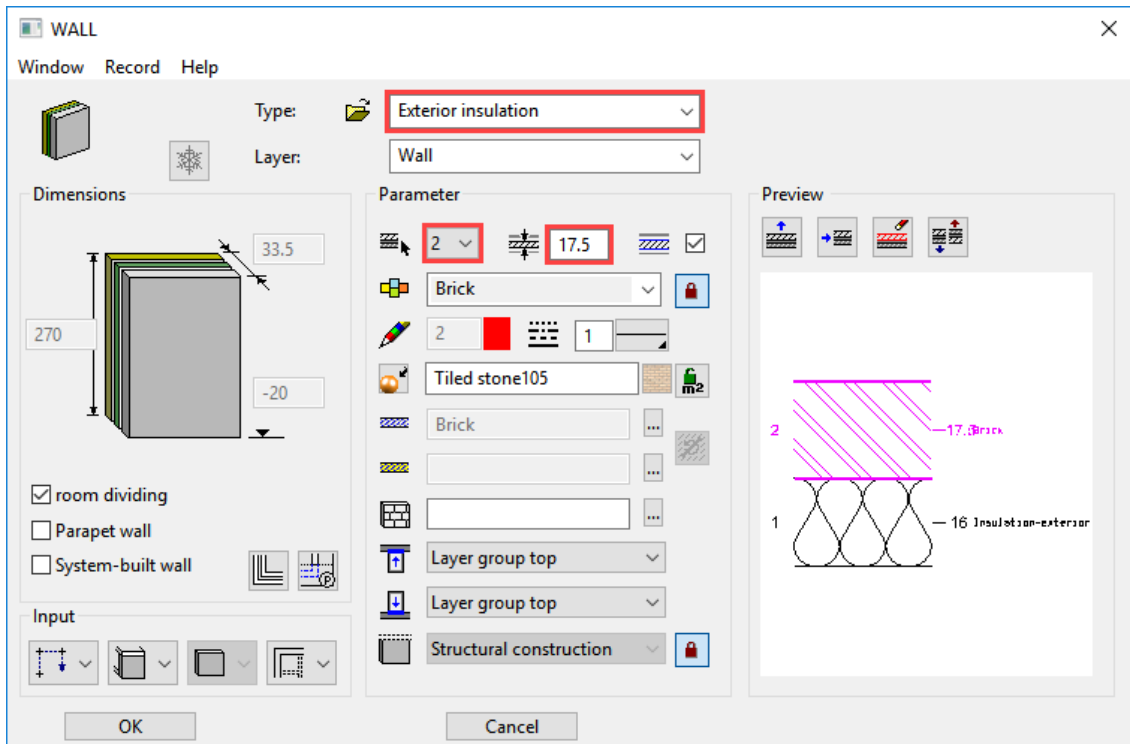 WALL
Window Record Help
Type: Exterior insulation
Layer: Wall
Dimensions
33.5
270
-20
room dividing
Parapet wall
System-built wall
Input
Parameter
2 17.5
Brick
2 1
Tiled stone105
m2
Brick
...
...
...
Layer group top
P
Layer group top
Structural construction
Preview
2 17.5Brick
1 16 Insulation-exterior
OK Cancel